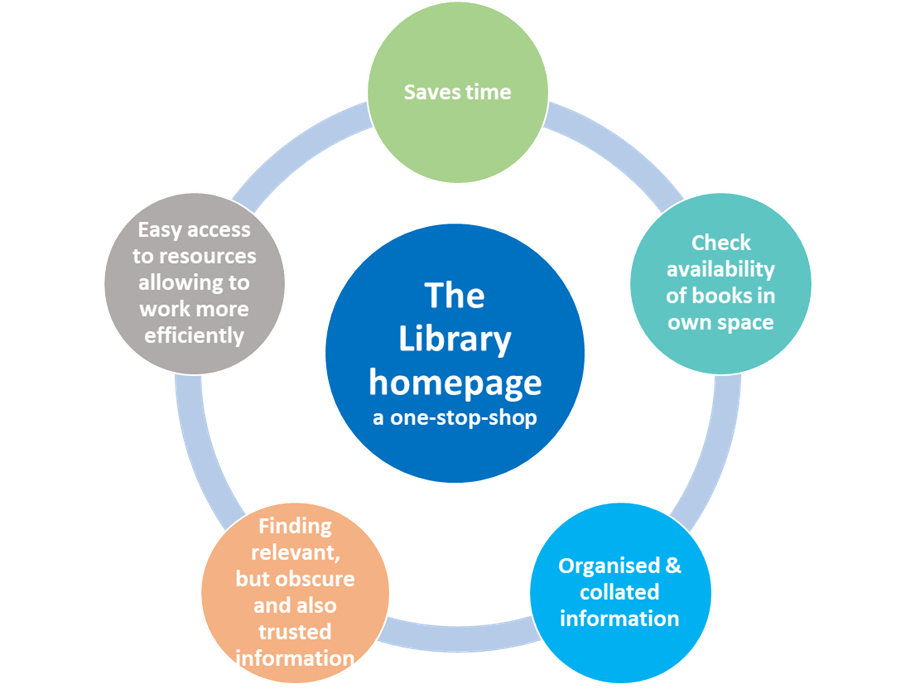 Saves time
Check
availability
of books in
own space
Organised &
collated
information
Finding
relevant,
but obscure
and also
trusted
information
Easy access
to resources
allowing to
work more
efficiently
The
Library
homepage
a one-stop-shop